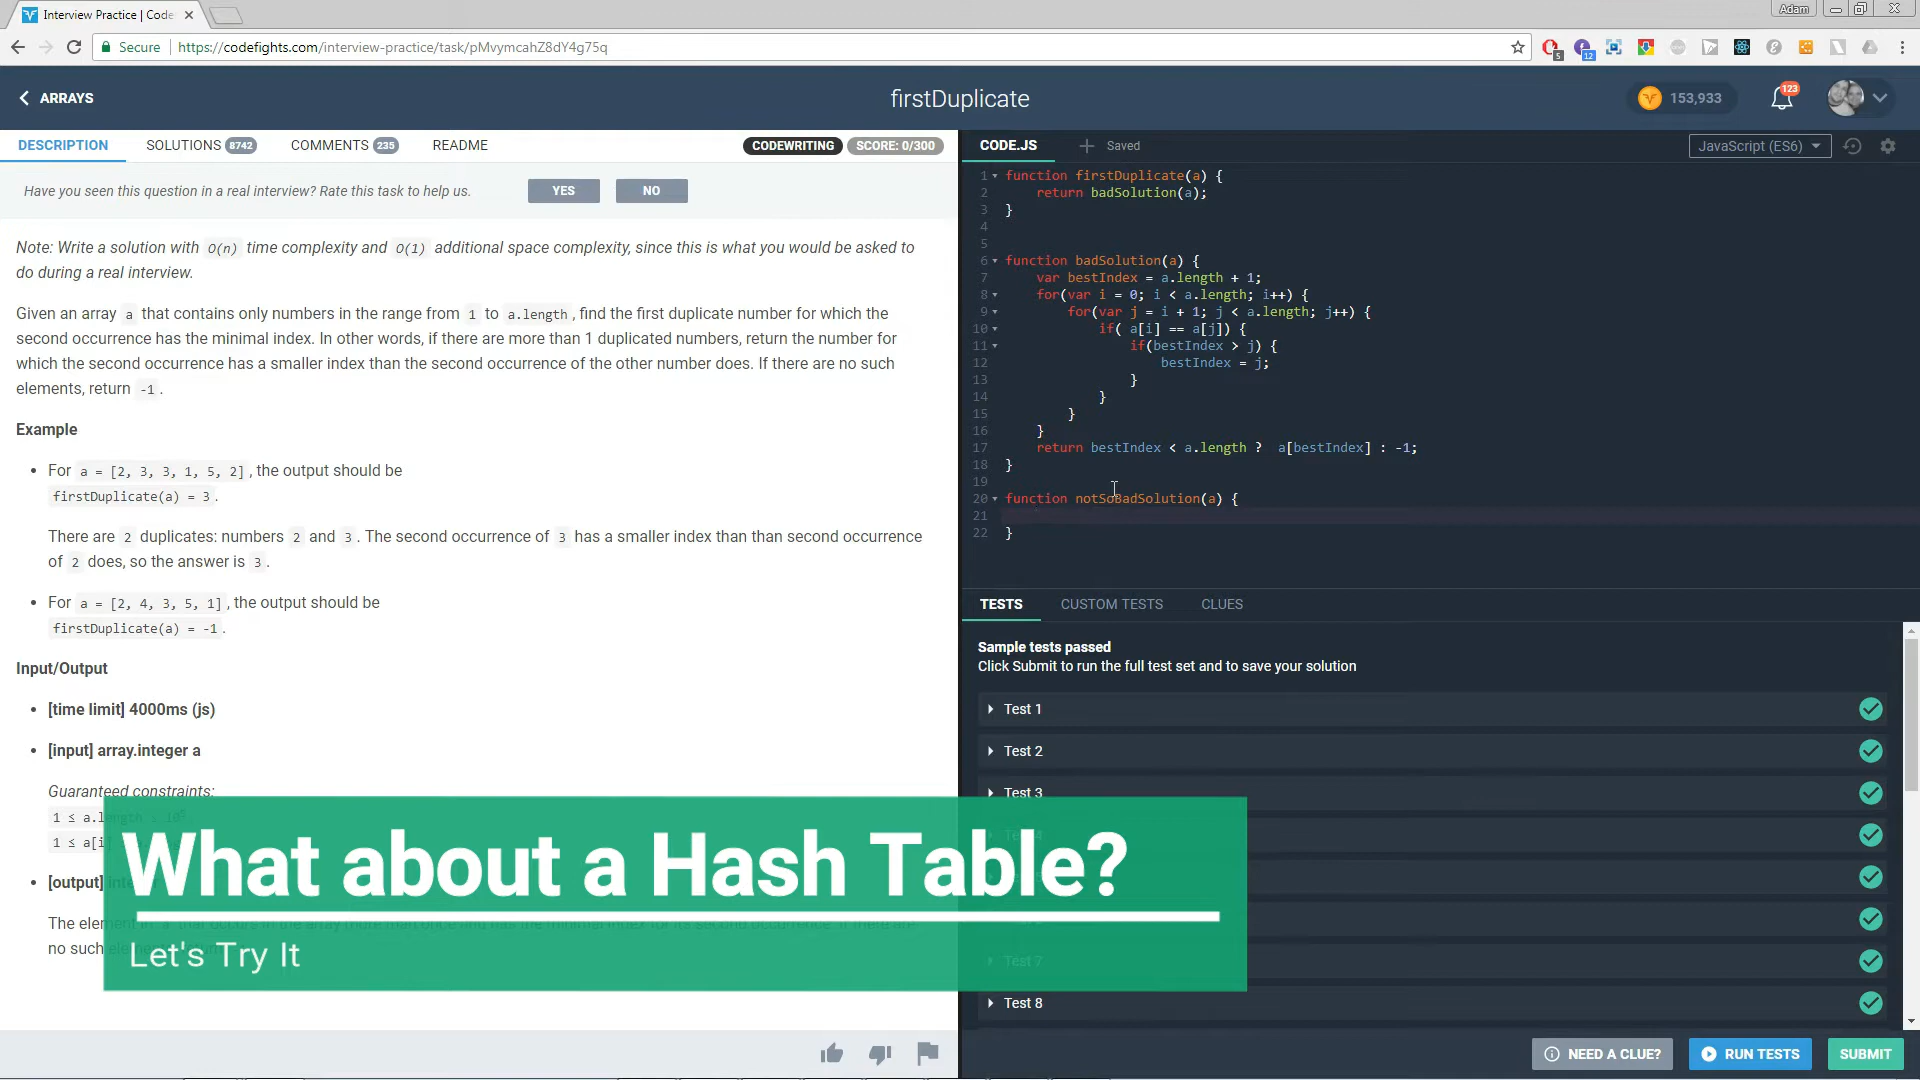 Interview Practice | Code
Adam
Secure
https://codefights.com/interview-practice/task/pMvymcahZ8dY4g75q
5
12
ARRAYS
firstDuplicate
153,933
123
DESCRIPTION
SOLUTIONS 8742
COMMENTS 235
README
CODEWRITING
SCORE: 0/300
Have you seen this question in a real interview? Rate this task to help us.
YES
NO
Note: Write a solution with O(n) time complexity and O(1) additional space complexity, since this is what you would be asked to
do during a real interview.
Given an array a that contains only numbers in the range from 1 to a.length, find the first duplicate number for which the
second occurrence has the minimal index. In other words, if there are more than 1 duplicated numbers, return the number for
which the second occurrence has a smaller index than the second occurrence of the other number does. If there are no such
elements, return -1.
Example
For a = [2, 3, 3, 1, 5, 2], the output should be
firstDuplicate(a) = 3.
There are 2 duplicates: numbers 2 and 3. The second occurrence of 3 has a smaller index than than second occurrence
of 2 does, so the answer is 3.
For a = [2, 4, 3, 5, 1], the output should be
firstDuplicate(a) = -1.
Input/Output
[time limit] 4000ms (js)
[input] array.integer a
Guaranteed constraints:
1 ≤ a.length
1 ≤ a[i]
[output]
The element
no such
CODE.JS
Saved
JavaScript (ES6)
1 function firstDuplicate(a) {
2 return badSolution(a);
3 }
4
5
6 function badSolution(a) {
7 var bestIndex = a.length + 1;
8 for(var i = 0; i < a.length; i++) {
9 for(var j = i + 1; j < a.length; j++) {
10 if( a[i] == a[j]) {
11 if(bestIndex > j) {
12 bestIndex = j;
13 }
14 }
15 }
16 }
17 return bestIndex < a.length ?  a[bestIndex] : -1;
18 }
19
20 function notSoBadSolution(a) {
21
22 }
TESTS
CUSTOM TESTS
CLUES
Sample tests passed
Click Submit to run the full test set and to save your solution
Test 1
Test 2
Test 3
Test 7
Test 8
What about a Hash Table?
Let's Try It
NEED A CLUE?
RUN TESTS
SUBMIT